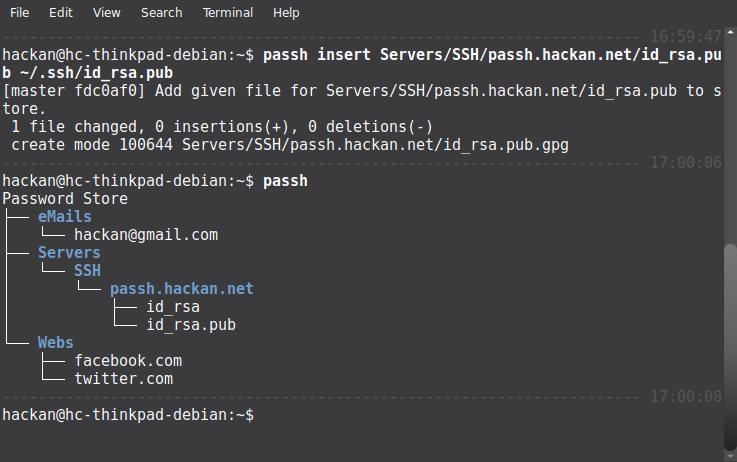 File Edit View Search Terminal Help
------------------------------------------------------------------------ 16:59:47
hackan@hc-thinkpad-debian:~$ passh insert Servers/SSH/passh.hackan.net/id_rsa.pu
b ~/.ssh/id_rsa.pub
[master fdc0af0] Add given file for Servers/SSH/passh.hackan.net/id_rsa.pub to s
tore.
 1 file changed, 0 insertions(+), 0 deletions(-)
 create mode 100644 Servers/SSH/passh.hackan.net/id_rsa.pub.gpg
------------------------------------------------------------------------ 17:00:06
hackan@hc-thinkpad-debian:~$ passh
Password Store
├── eMails
│   └── hackan@gmail.com
├── Servers
│   └── SSH
│       └── passh.hackan.net
│           ├── id_rsa
│           └── id_rsa.pub
└── Webs
    ├── facebook.com
    └── twitter.com
------------------------------------------------------------------------ 17:00:08
hackan@hc-thinkpad-debian:~$